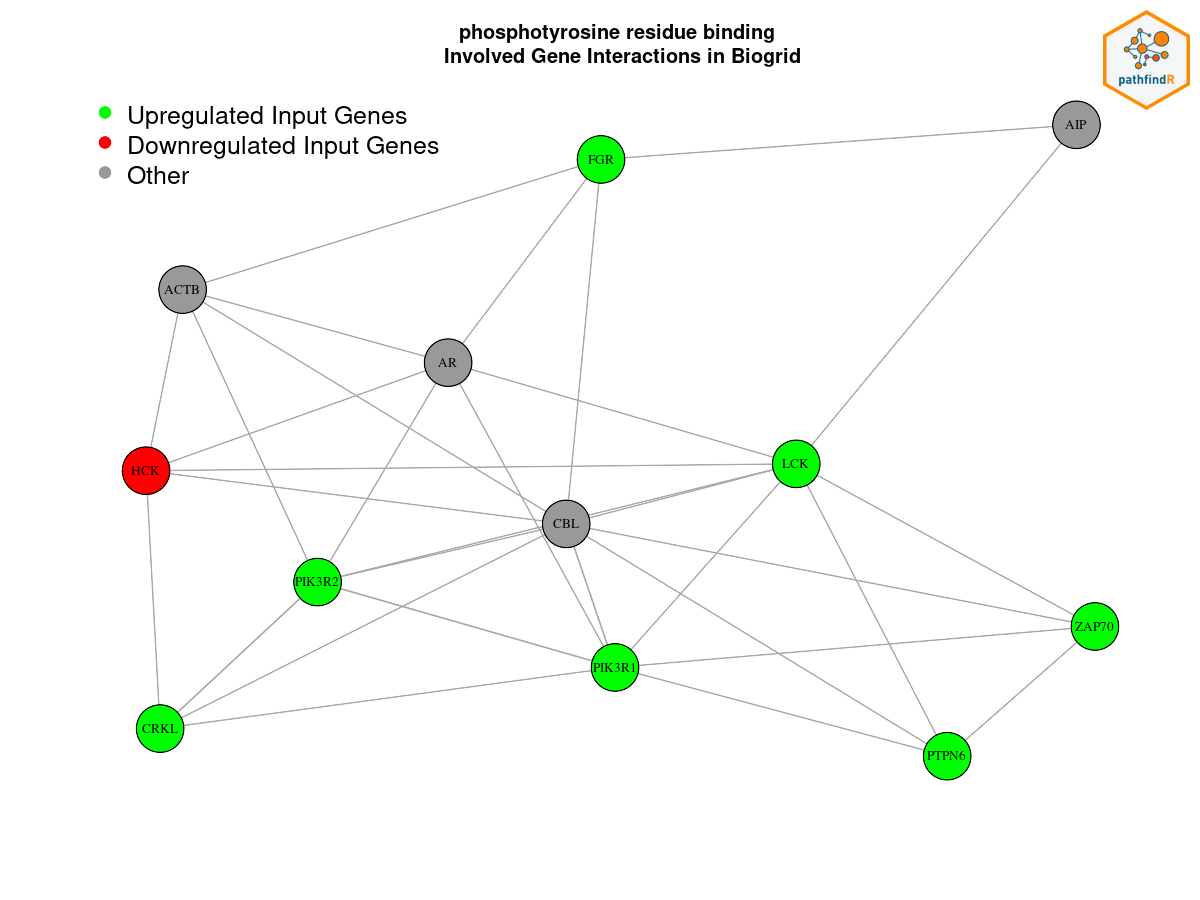 phosphotyrosine residue binding
Involved Gene Interactions in Biogrid
pathfindR
Upregulated Input Genes
Downregulated Input Genes
Other
AIP
FGR
ACTB
AR
LCK
HCK
CBL
PIK3R2
ZAP70
PIK3R1
CRKL
PTPN6